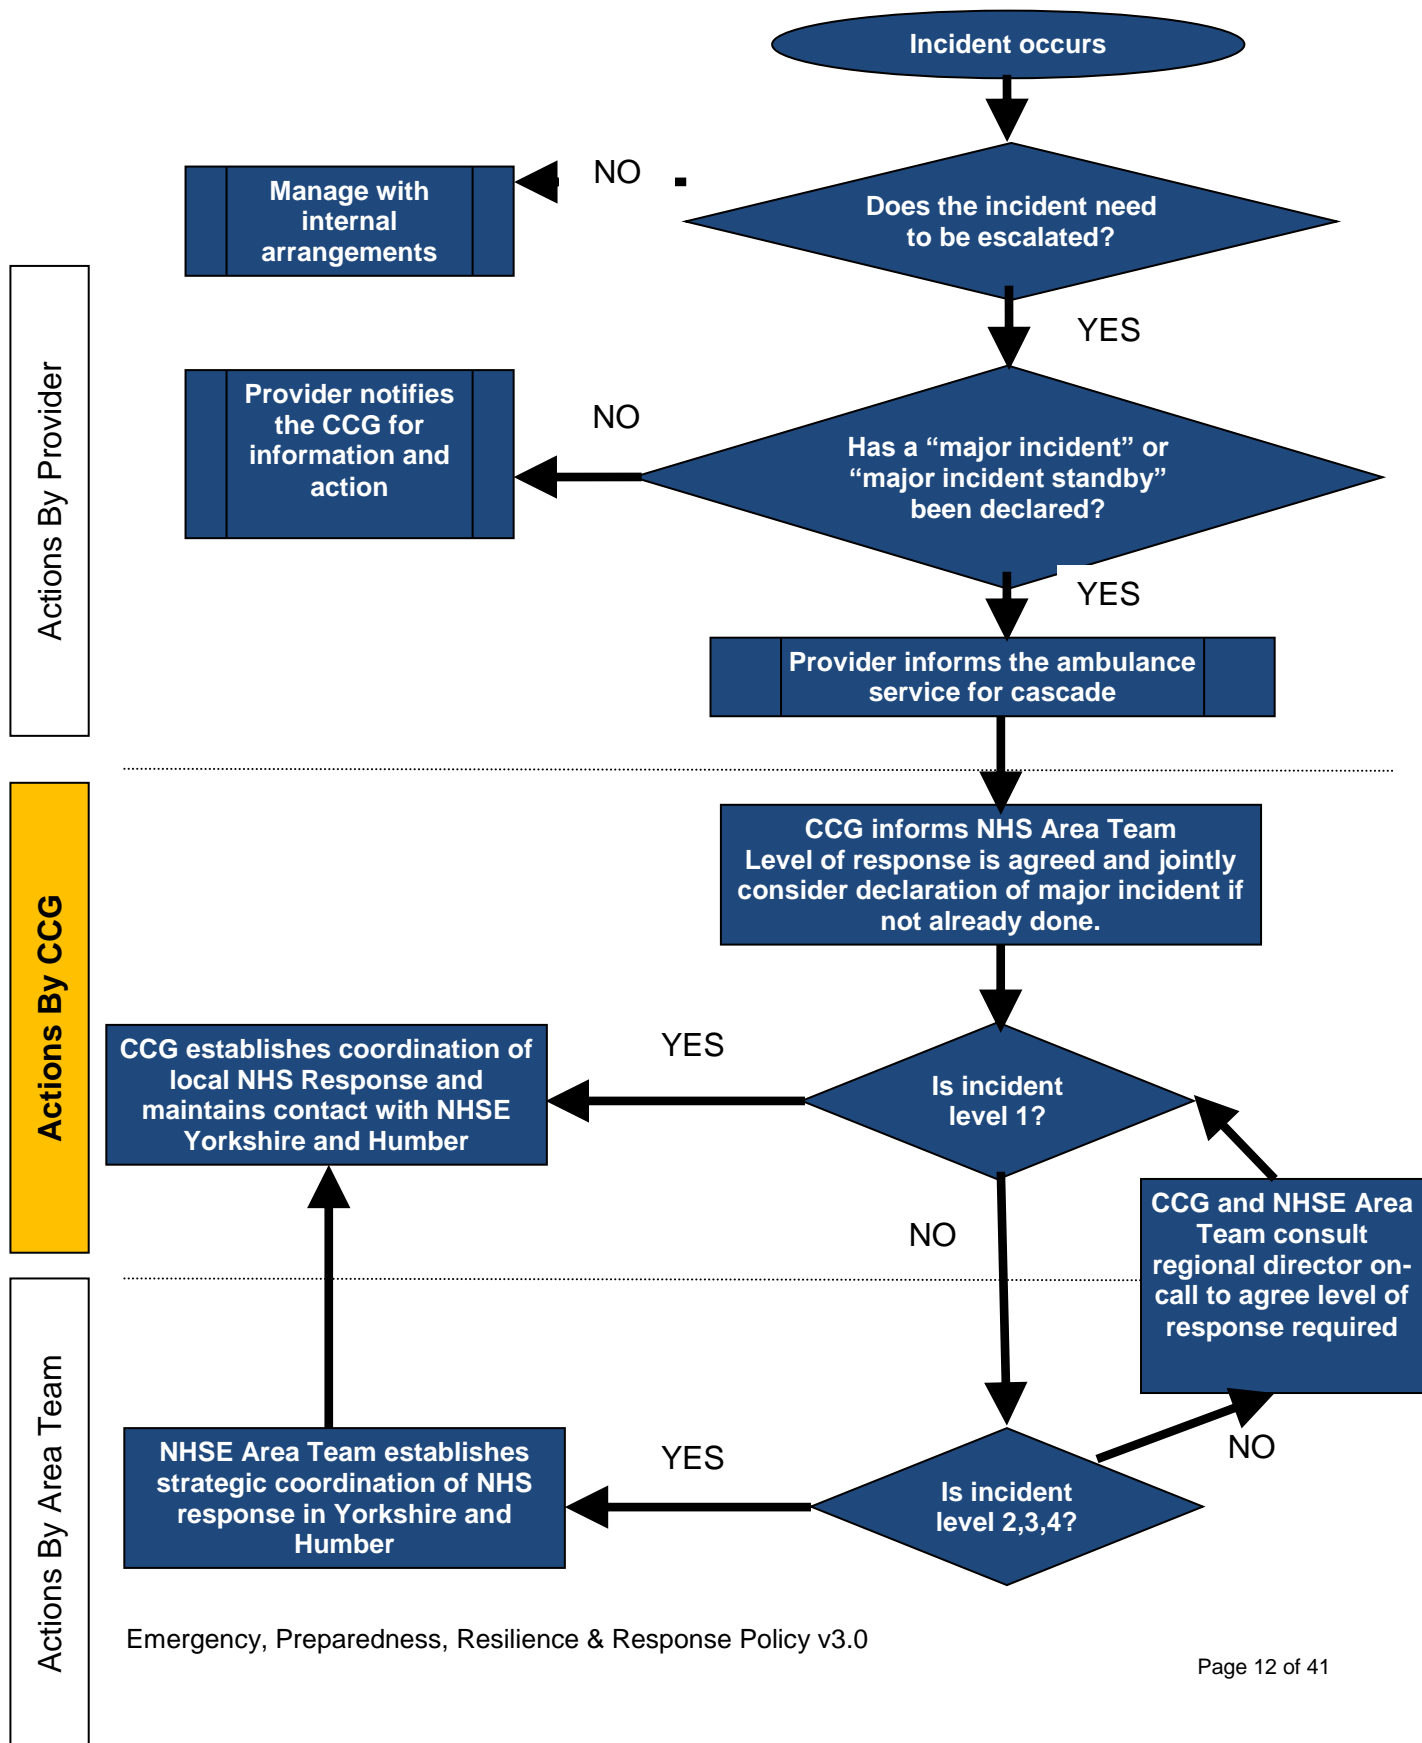 Incident occurs
NO
Manage with
internal
arrangements
Does the incident need
to be escalated?
YES
Actions By Provider
Provider notifies
the CCG for
information and
action
NO
Has a “major incident” or
“major incident standby”
been declared?
YES
Provider informs the ambulance
service for cascade
Actions By CCG
CCG informs NHS Area Team
Level of response is agreed and jointly
consider declaration of major incident if
not already done.
CCG establishes coordination of
local NHS Response and
maintains contact with NHSE
Yorkshire and Humber
YES
Is incident
level 1?
NO
CCG and NHSE Area
Team consult
regional director on-
call to agree level of
response required
Actions By Area Team
NHSE Area Team establishes
strategic coordination of NHS
response in Yorkshire and
Humber
YES
Is incident
level 2,3,4?
NO
Emergency, Preparedness, Resilience & Response Policy v3.0
Page 12 of 41